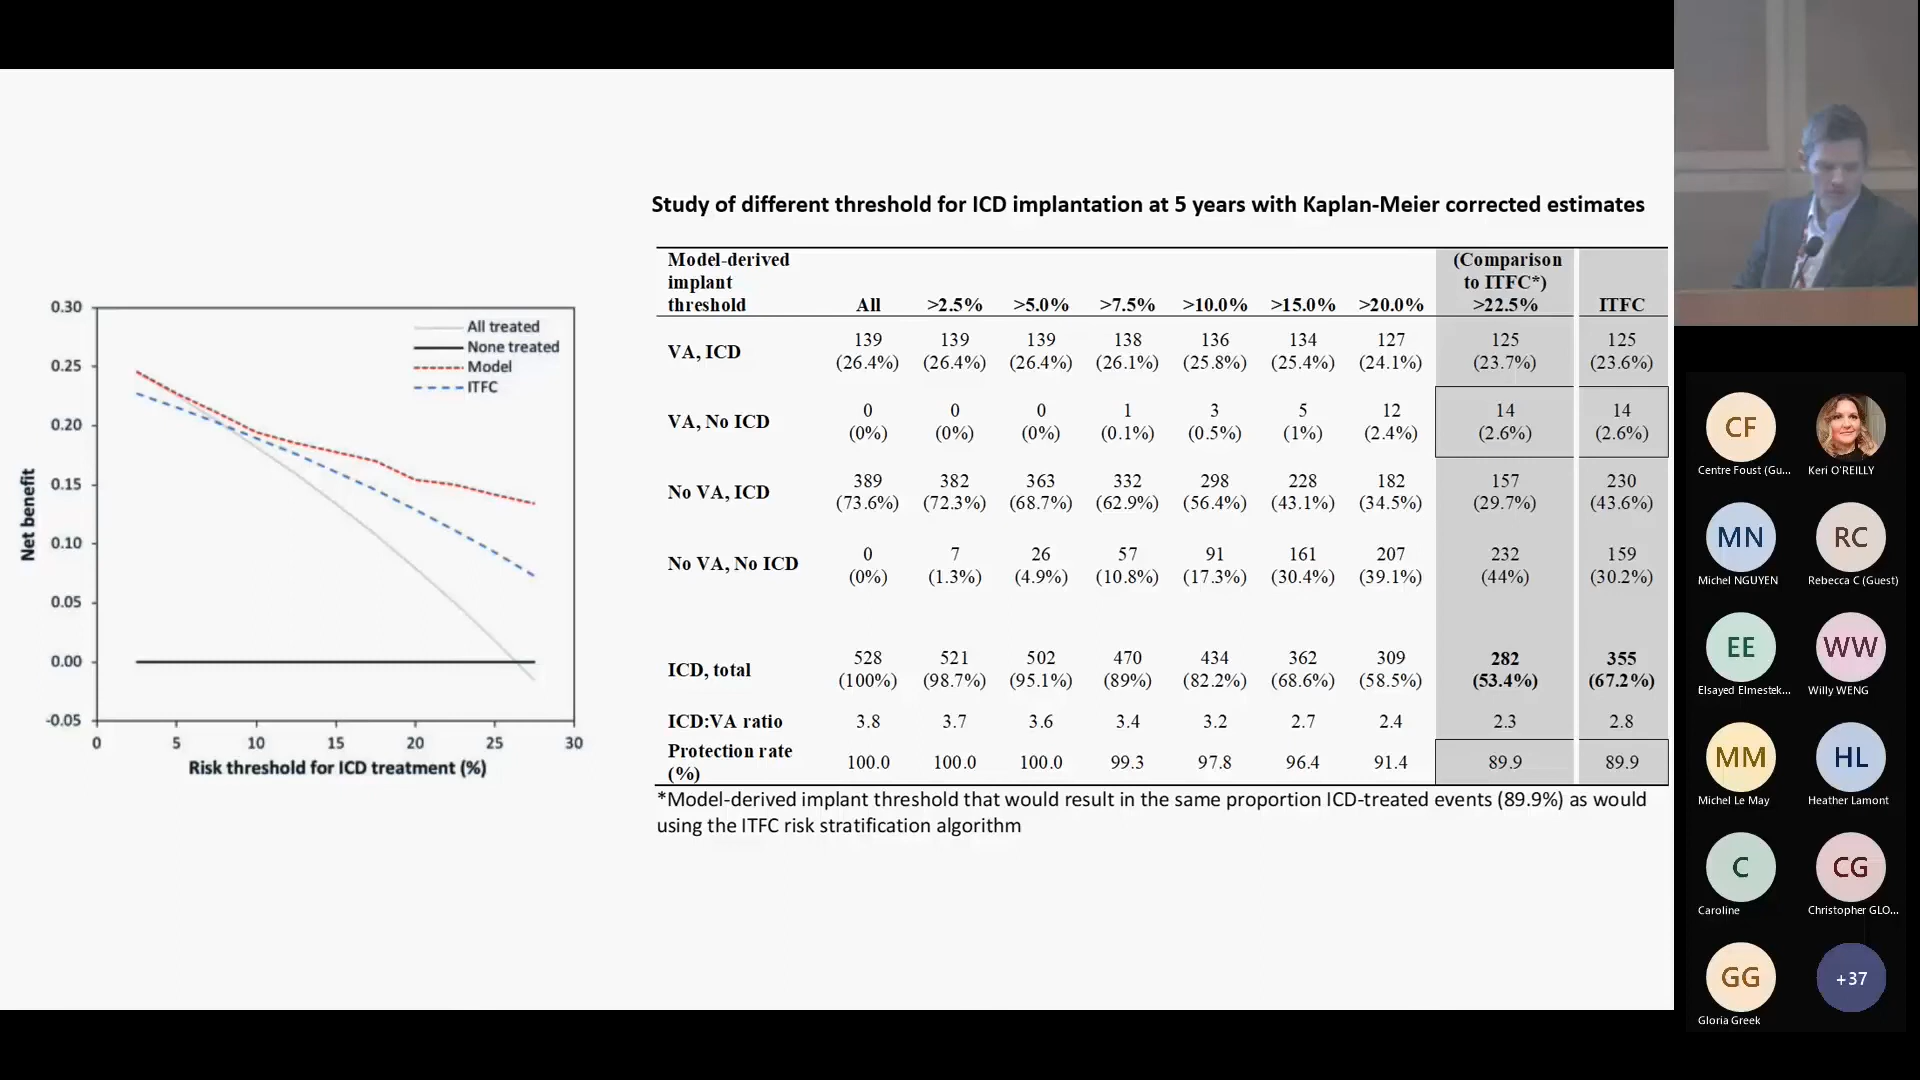 Study of different threshold for ICD implantation at 5 years with Kaplan-Meier corrected estimates
0.30
0.25
0.20
0.15
0.10
0.05
0.00
-0.05
Net benefit
All treated
None treated
Model
ITFC
0 5 10 15 20 25 30
Risk threshold for ICD treatment (%)
Model-derived
implant
threshold
All >2.5% >5.0% >7.5% >10.0% >15.0% >20.0%
(Comparison
to ITFC*)
>22.5% ITFC
VA, ICD
139 139 139 138 136 134 127 125 125
(26.4%) (26.4%) (26.4%) (26.1%) (25.8%) (25.4%) (24.1%) (23.7%) (23.6%)
VA, No ICD
0 0 0 1 3 5 12 14 14
(0%) (0%) (0%) (0.1%) (0.5%) (1%) (2.4%) (2.6%) (2.6%)
No VA, ICD
389 382 363 332 298 228 182 157 230
(73.6%) (72.3%) (68.7%) (62.9%) (56.4%) (43.1%) (34.5%) (29.7%) (43.6%)
No VA, No ICD
0 7 26 57 91 161 207 232 159
(0%) (1.3%) (4.9%) (10.8%) (17.3%) (30.4%) (39.1%) (44%) (30.2%)
ICD, total
528 521 502 470 434 362 309 282 355
(100%) (98.7%) (95.1%) (89%) (82.2%) (68.6%) (58.5%) (53.4%) (67.2%)
ICD:VA ratio 3.8 3.7 3.6 3.4 3.2 2.7 2.4 2.3 2.8
Protection rate
(%)
100.0 100.0 100.0 99.3 97.8 96.4 91.4 89.9 89.9
*Model-derived implant threshold that would result in the same proportion ICD-treated events (89.9%) as would
using the ITFC risk stratification algorithm
CF
Centre Foust (Gu... Keri O'REILLY
MN RC
Michel NGUYEN Rebecca C (Guest)
EE WW
Elsayed Elmestek... Willy WENG
MM HL
Michel Le May Heather Lamont
C CG
Caroline Christopher GLO...
GG +37
Gloria Greek